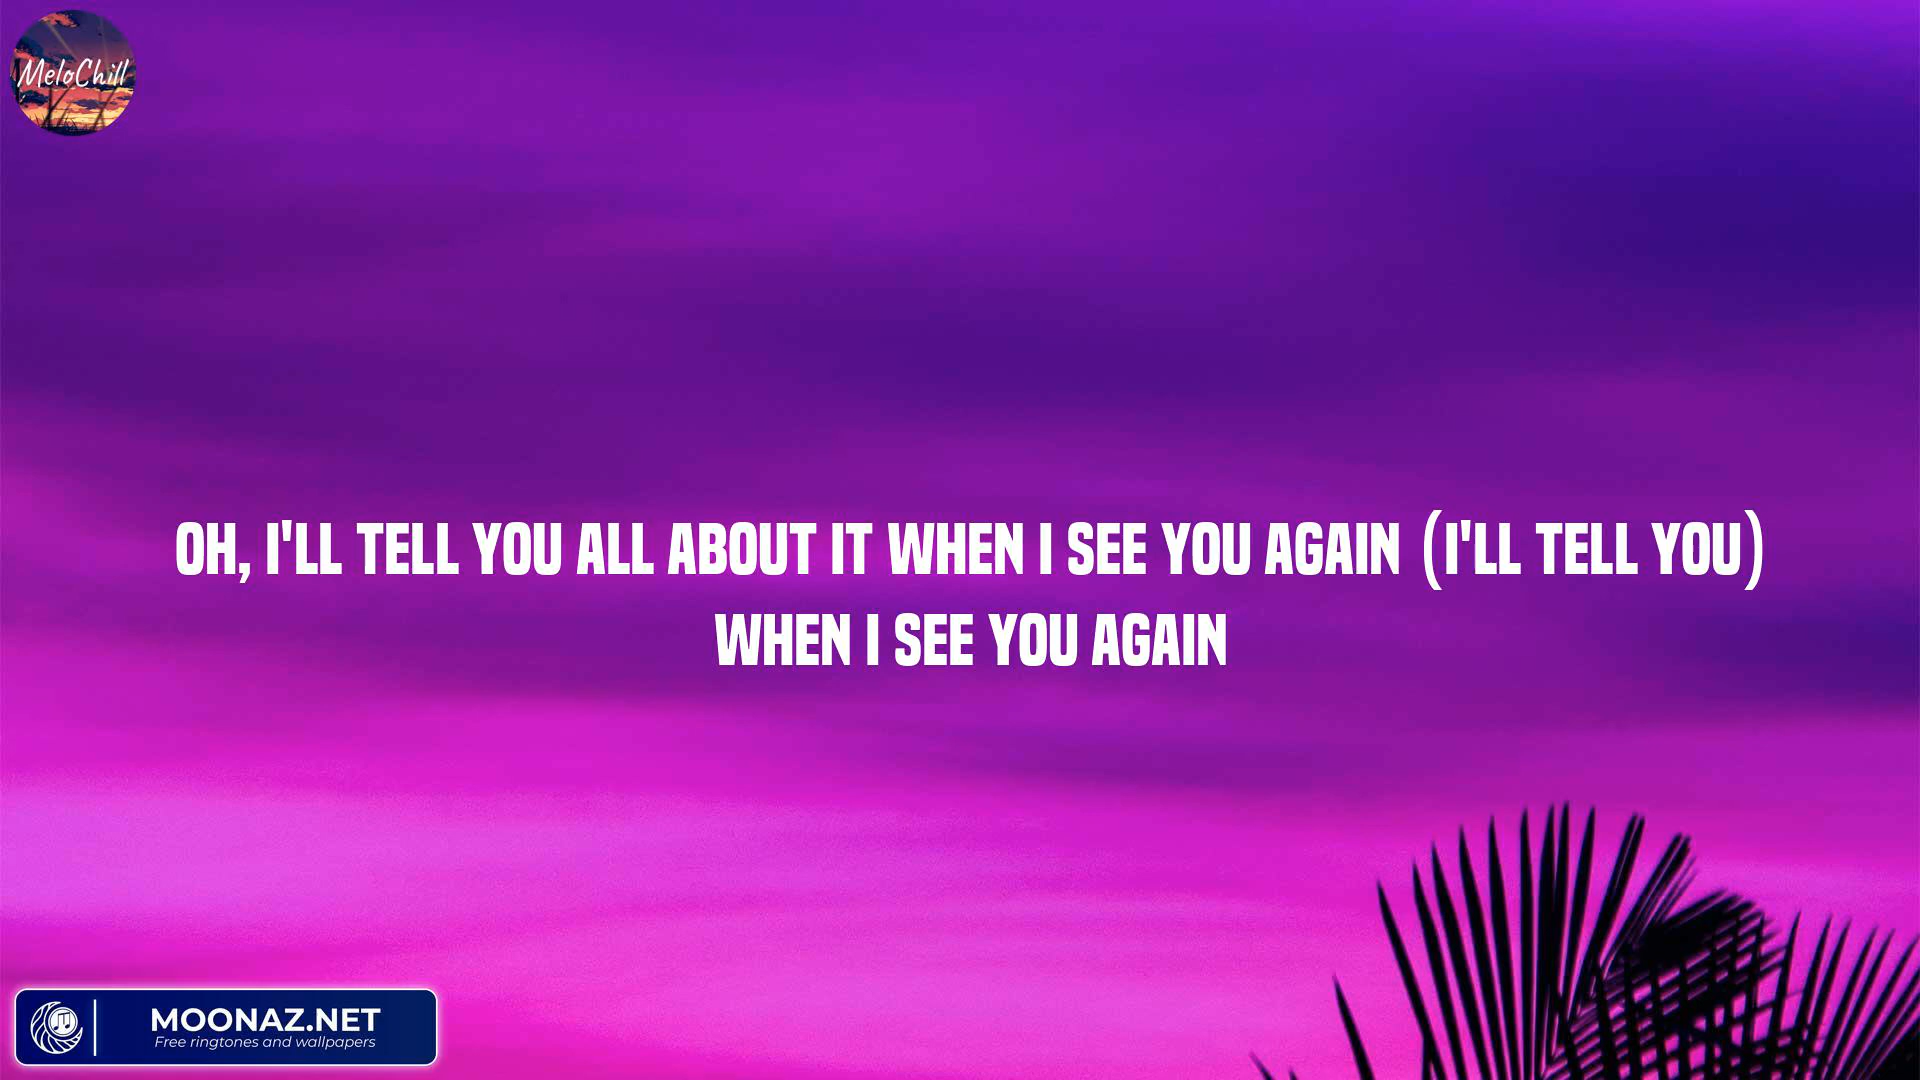 MeloChill
OH, I'LL TELL YOU ALL ABOUT IT WHEN I SEE YOU AGAIN (I'LL TELL YOU)
WHEN I SEE YOU AGAIN
MOONAZ.NET
Free ringtones and wallpapers